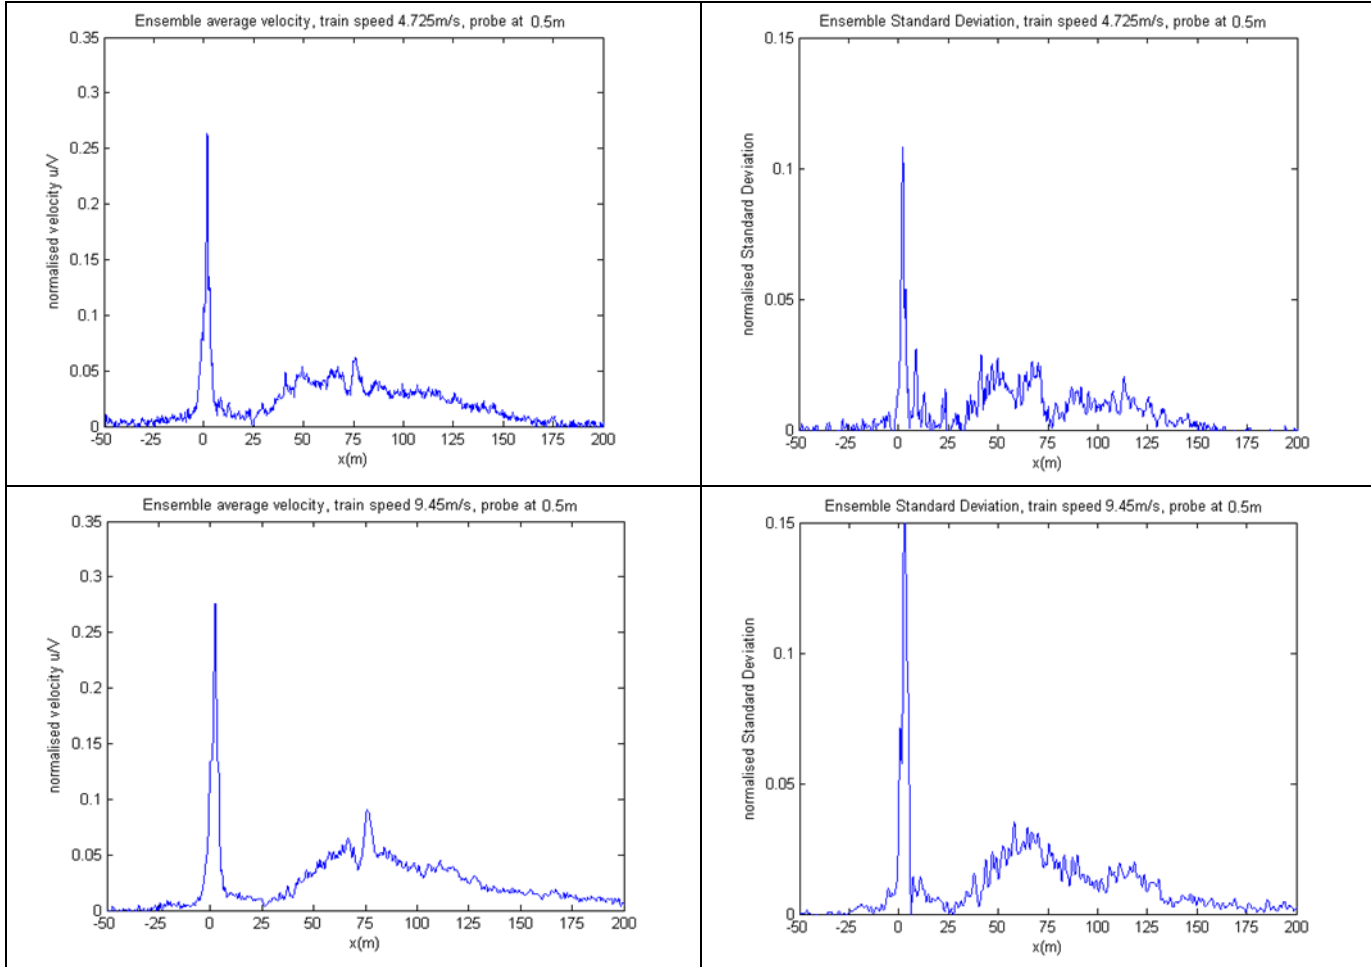 Ensemble average velocity, train speed 4.725m/s, probe at 0.5m
0.35
0.3
0.25
0.2
0.15
0.1
0.05
0
normalised velocity u/V
-50 -25 0 25 50 75 100 125 150 175 200
x(m)
Ensemble Standard Deviation, train speed 4.725m/s, probe at 0.5m
0.15
0.1
0.05
0
normalised Standard Deviation
-50 -25 0 25 50 75 100 125 150 175 200
x(m)
Ensemble average velocity, train speed 9.45m/s, probe at 0.5m
0.35
0.3
0.25
0.2
0.15
0.1
0.05
0
normalised velocity u/V
-50 -25 0 25 50 75 100 125 150 175 200
x(m)
Ensemble Standard Deviation, train speed 9.45m/s, probe at 0.5m
0.15
0.1
0.05
0
normalised Standard Deviation
-50 -25 0 25 50 75 100 125 150 175 200
x(m)